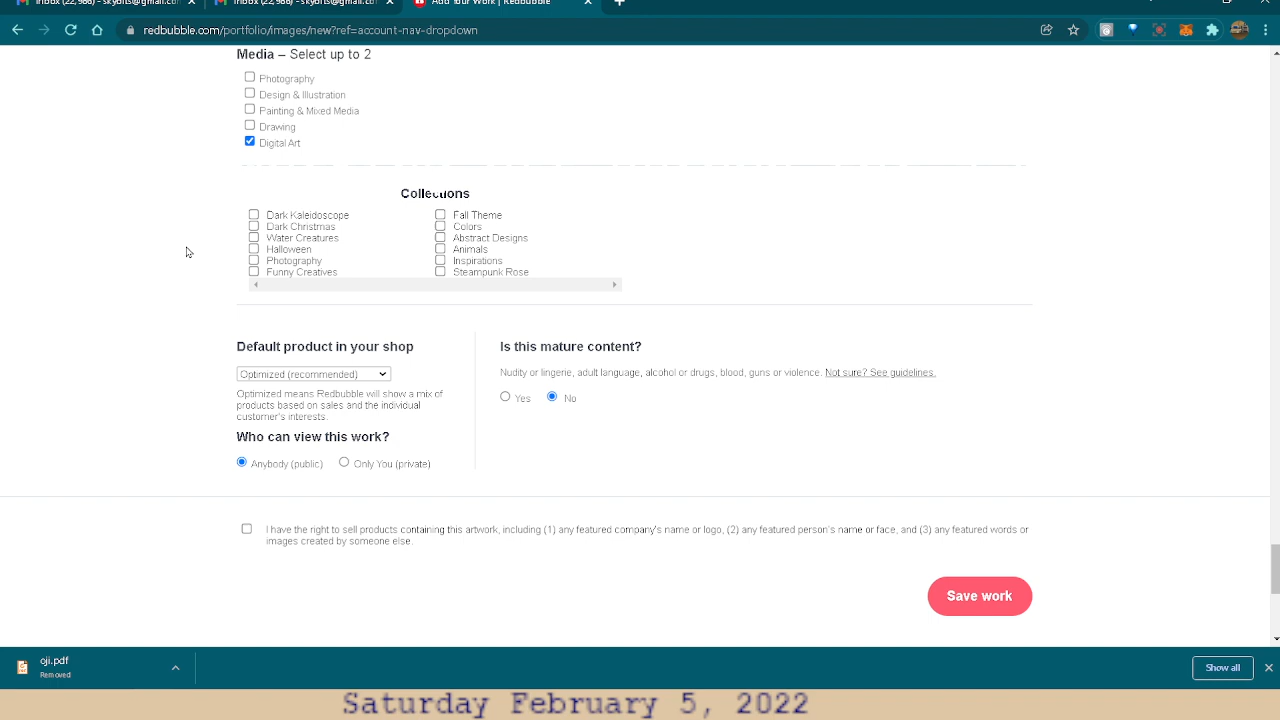 Inbox (22,966) - skydis@gmail.com
Inbox (22,966) - skydis@gmail.com
Add Your Work | Redbubble
redbubble.com/portfolio/images/new?ref=account-nav-dropdown
Media – Select up to 2
Photography
Design & Illustration
Painting & Mixed Media
Drawing
Digital Art
Collections
Dark Kaleidoscope Fall Theme
Dark Christmas Colors
Water Creatures Abstract Designs
Halloween Animals
Photography Inspirations
Funny Creatives Steampunk Rose
Default product in your shop
Optimized (recommended)
Optimized means Redbubble will show a mix of
products based on sales and the individual
customer's interests.
Who can view this work?
Anybody (public) Only You (private)
Is this mature content?
Nudity or lingerie, adult language, alcohol or drugs, blood, guns or violence. Not sure? See guidelines.
Yes No
I have the right to sell products containing this artwork, including (1) any featured company's name or logo, (2) any featured person's name or face, and (3) any featured words or
images created by someone else.
Save work
oji.pdf
Removed
Show all
Saturday February 5, 2022